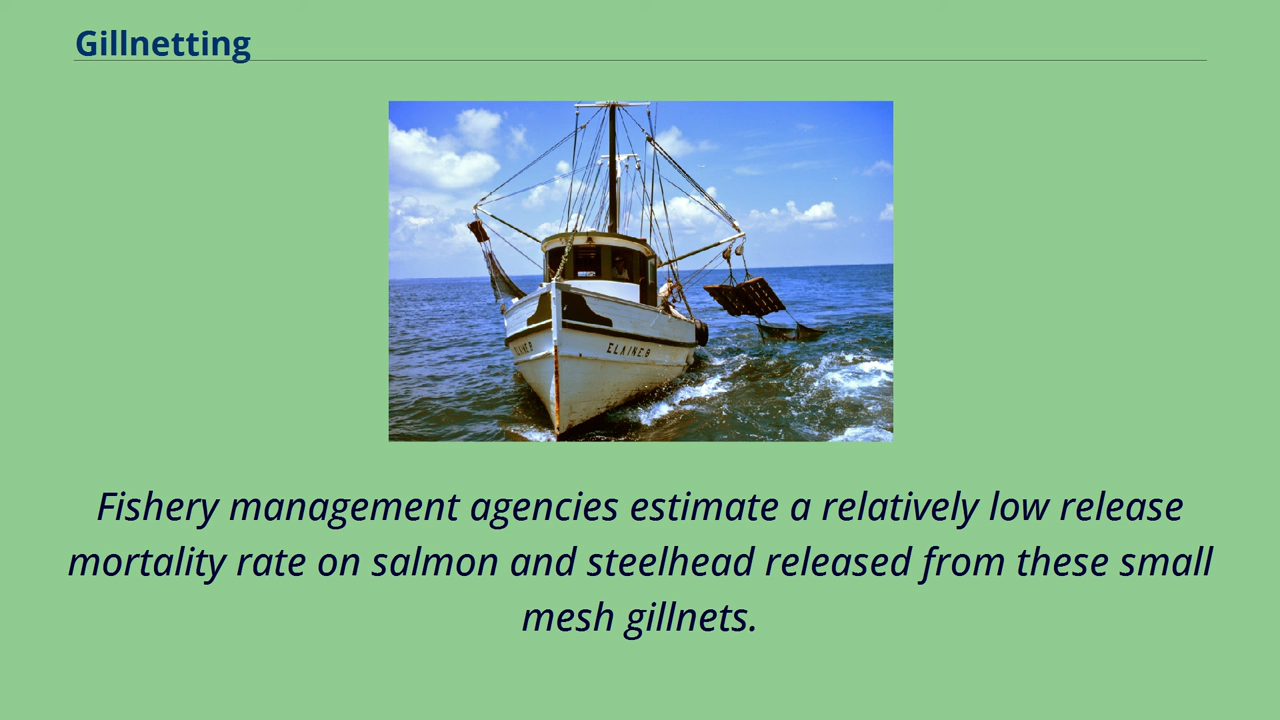 Gillnetting
ELAINE.B
ELAINE.B
Fishery management agencies estimate a relatively low release
mortality rate on salmon and steelhead released from these small
mesh gillnets.